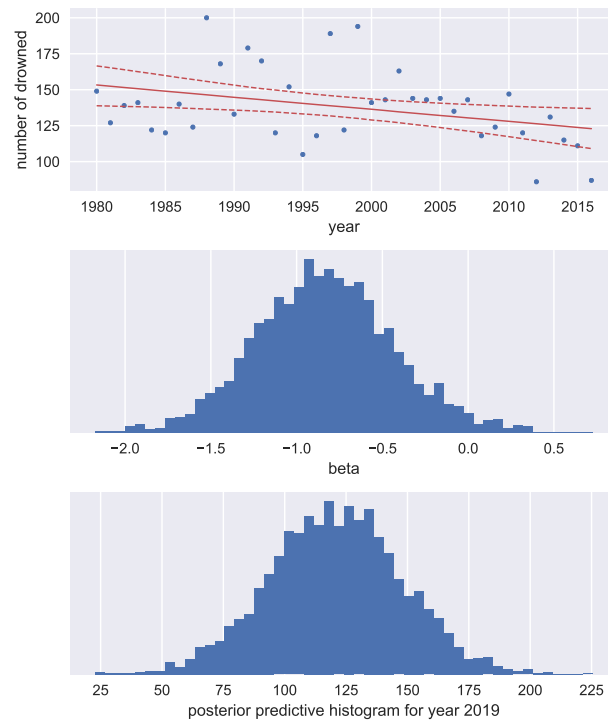 number of drowned
200
175
150
125
100
1980 1985 1990 1995 2000 2005 2010 2015
year
−2.0 −1.5 −1.0 −0.5 0.0 0.5
beta
25 50 75 100 125 150 175 200 225
posterior predictive histogram for year 2019